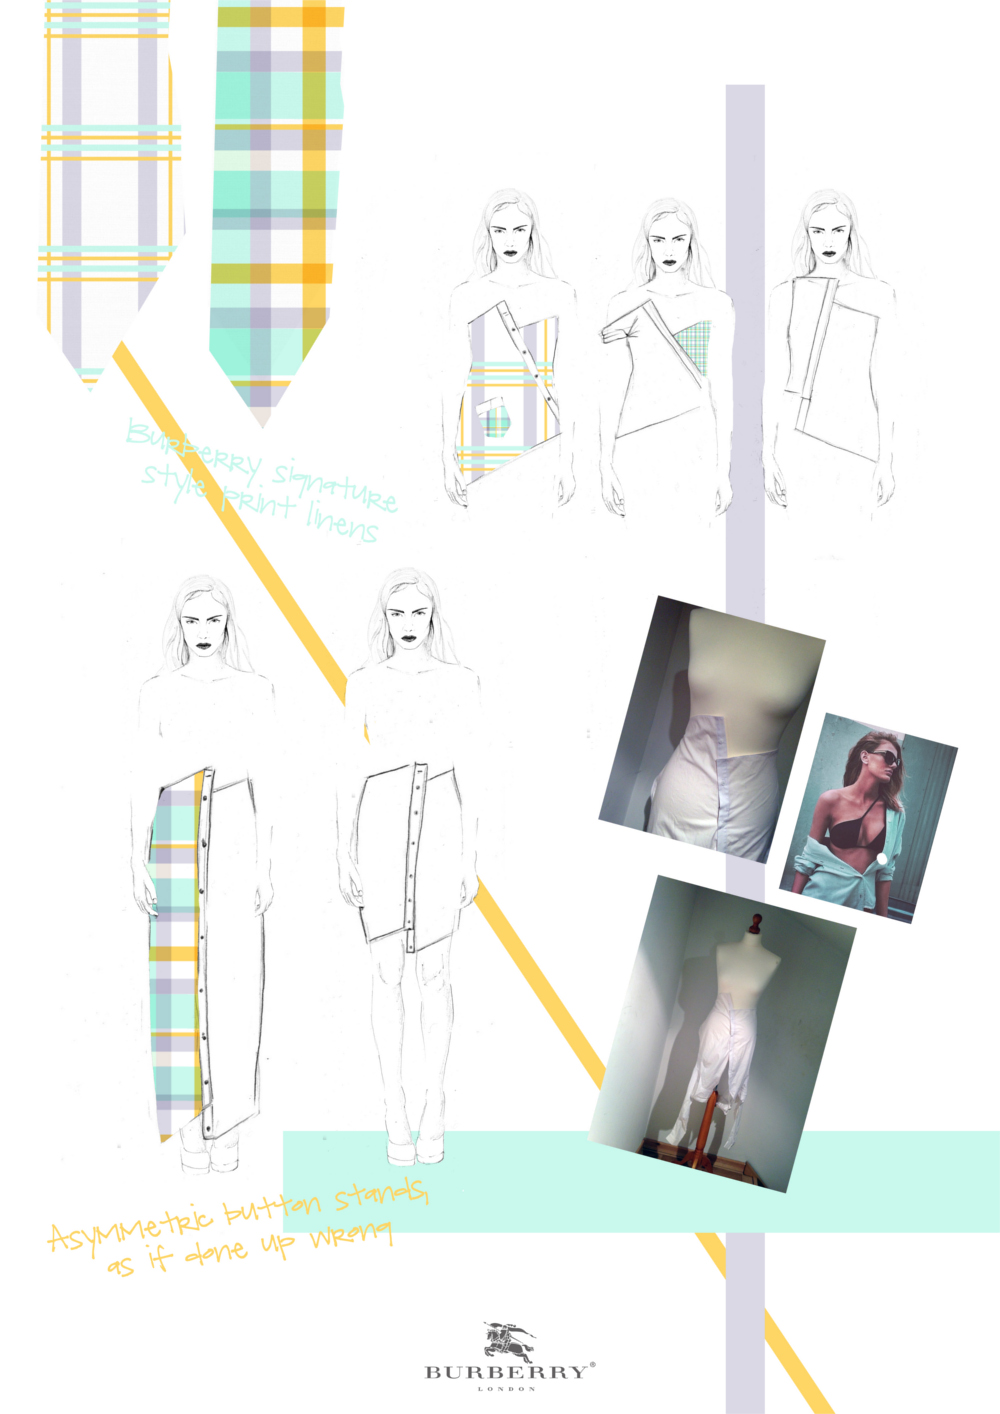 Burberry signature
style print linens
Asymmetric button stands,
as if done up wrong
BURBERRY®
LONDON